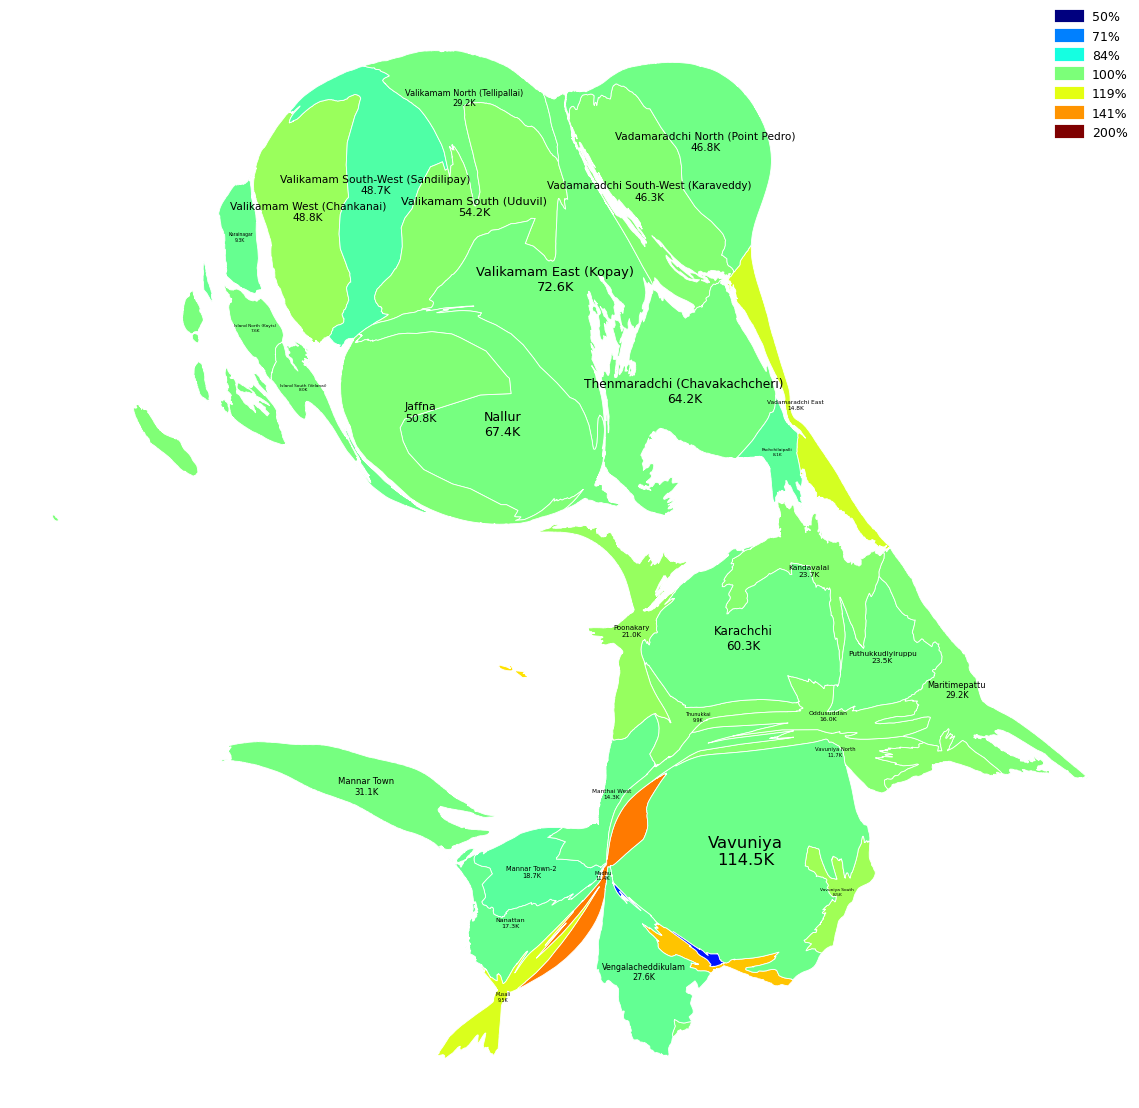 50%
71%
84%
100%
119%
141%
200%
Valikamam North (Tellipallai)
29.2K
Vadamaradchi North (Point Pedro)
46.8K
Valikamam South-West (Sandilipay)
48.7K
Vadamaradchi South-West (Karaveddy)
46.3K
Valikamam West (Chankanai)
48.8K
Valikamam South (Uduvil)
54.2K
Karainagar
9.3K
Valikamam East (Kopay)
72.6K
Island North (Kayts)
Island South (Velanai)
Thenmaradchi (Chavakachcheri)
64.2K
Vadamaradchi East
14.8K
Jaffna
50.8K
Nallur
67.4K
Pachchilaipalli
8.1K
Kandavalai
23.7K
Poonakary
21.0K
Karachchi
60.3K
Puthukkudiyiruppu
23.5K
Maritimepattu
29.2K
Thunukkai
9.9K
Oddusuddan
16.0K
Vavuniya North
11.7K
Mannar Town
31.1K
Manthai West
14.3K
Vavuniya
114.5K
Mannar Town-2
18.7K
Madhu
11.4K
Vavuniya South
Nanattan
17.3K
Vengalacheddikulam
27.6K
Musali
9.5K